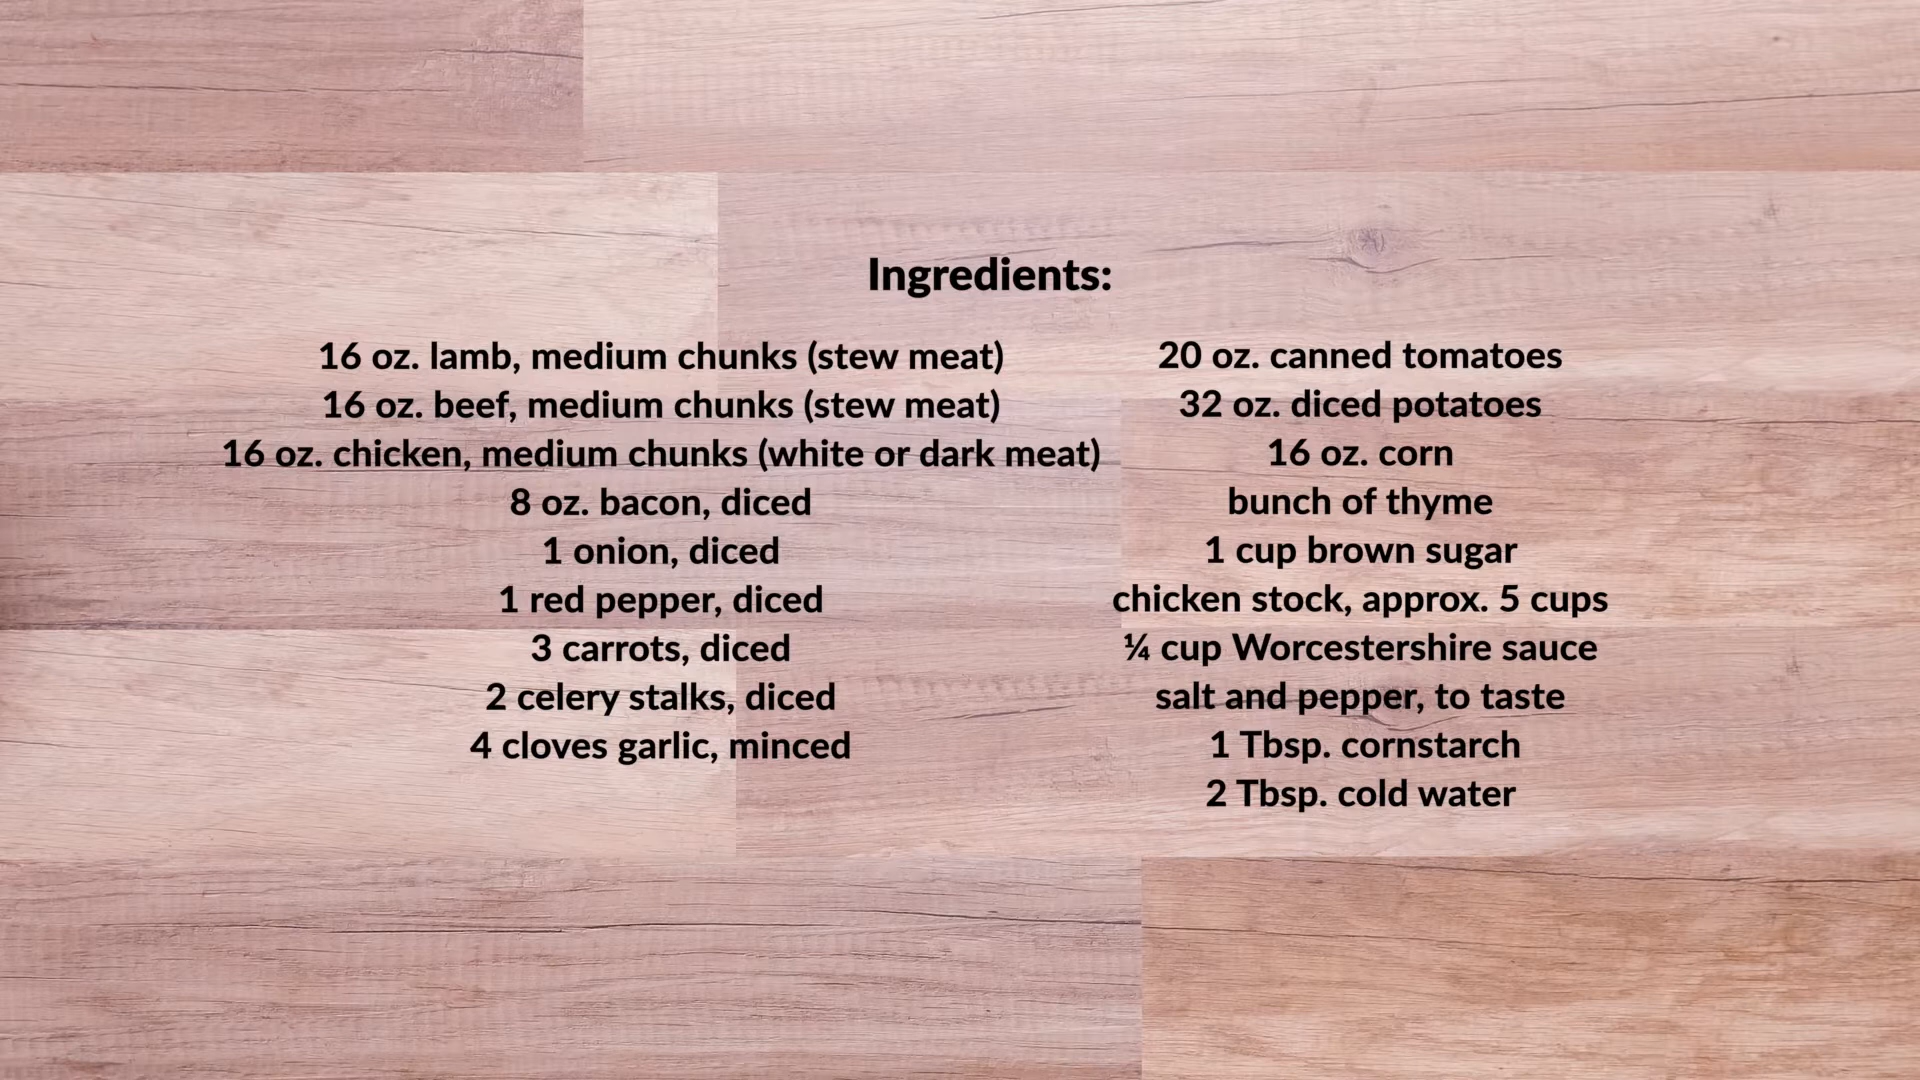 Ingredients:
16 oz. lamb, medium chunks (stew meat)
16 oz. beef, medium chunks (stew meat)
16 oz. chicken, medium chunks (white or dark meat)
8 oz. bacon, diced
1 onion, diced
1 red pepper, diced
3 carrots, diced
2 celery stalks, diced
4 cloves garlic, minced
20 oz. canned tomatoes
32 oz. diced potatoes
16 oz. corn
bunch of thyme
1 cup brown sugar
chicken stock, approx. 5 cups
¼ cup Worcestershire sauce
salt and pepper, to taste
1 Tbsp. cornstarch
2 Tbsp. cold water